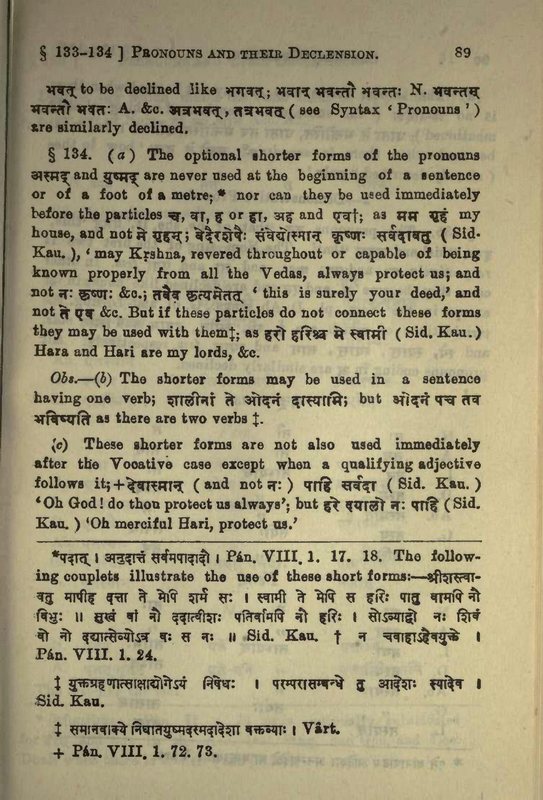 § 133-134 ] PRONOUNS AND THEIR DECLENSION. 89
भवत् to be declined like भगवत्; भवान् भवन्तौ भवन्तः N. भवन्तम्
भवन्तौ भवतः A. &c. अत्रभवत्, तत्रभवत् ( see Syntax ‘ Pronouns ’ )
are similarly declined.
§ 134. (a) The optional shorter forms of the pronouns
अस्मद् and युष्मद् are never used at the beginning of a sentence
or of a foot of a metre;* nor can they be used immediately
before the particles च, वा, ह or हा, अह and एव†; as मम गृहं my
house, and not मे गृहम्; वेदैरशेषैः संवेद्योस्मान् कृष्णः सर्वदावतु ( Sid-
Kau. ), ‘ may Krshna, revered throughout or capable of being
known properly from all the Vedas, always protect us; and
not नः कृष्णः &c.; तवैव कृत्यमेतत् ‘ this is surely your deed,’ and
not ते एव &c. But if these particles do not connect these forms
they may be used with them‡; as हरो हरिश्च मे स्वामी ( Sid. Kau.)
Hara and Hari are my lords, &c.
Obs.—(b) The shorter forms may be used in a sentence
having one verb; शालीनां ते ओदनं दास्यामि; but ओदनं पच तव
भविष्यति as there are two verbs ‡.
(c) These shorter forms are not also used immediately
after the Vocative case except when a qualifying adjective
follows it;+देवास्मान् ( and not नः ) पाहि सर्वदा ( Sid. Kau. )
‘Oh God! do thou protect us always’; but हरे दयालो नः पाहि (Sid.
Kau. ) ‘Oh merciful Hari, protect us.’
*पदात् । अनुदात्तं सर्वमपादादौ । Pán. VIII. 1. 17. 18. The follow-
ing couplets illustrate the use of these short forms:—श्रीशस्त्वा-
वतु मापीह दत्ता ते मेपि शर्म सः । स्वामी ते मेपि स हरिः पातु वामपि नौ
विभुः ॥ सुखं वां नौ ददात्वीशः पतिर्वामपि नौ हरिः । सोऽव्याद्वो नः शिवं
वो नो दद्यात्सेव्योऽत्र वः स नः ॥ Sid. Kau. † न चवाहाहैवयुक्ते ।
Pán. VIII. 1. 24.
‡ युक्तग्रहणात्साक्षाद्योगेऽयं निषेधः । परम्परासम्बन्धे तु आदेशः स्यादेव ।
Sid. Kau.
‡ समानवाक्ये निघातयुष्मदस्मदादेशा वक्तव्याः । Várt.
+ Pán. VIII. 1. 72. 73.